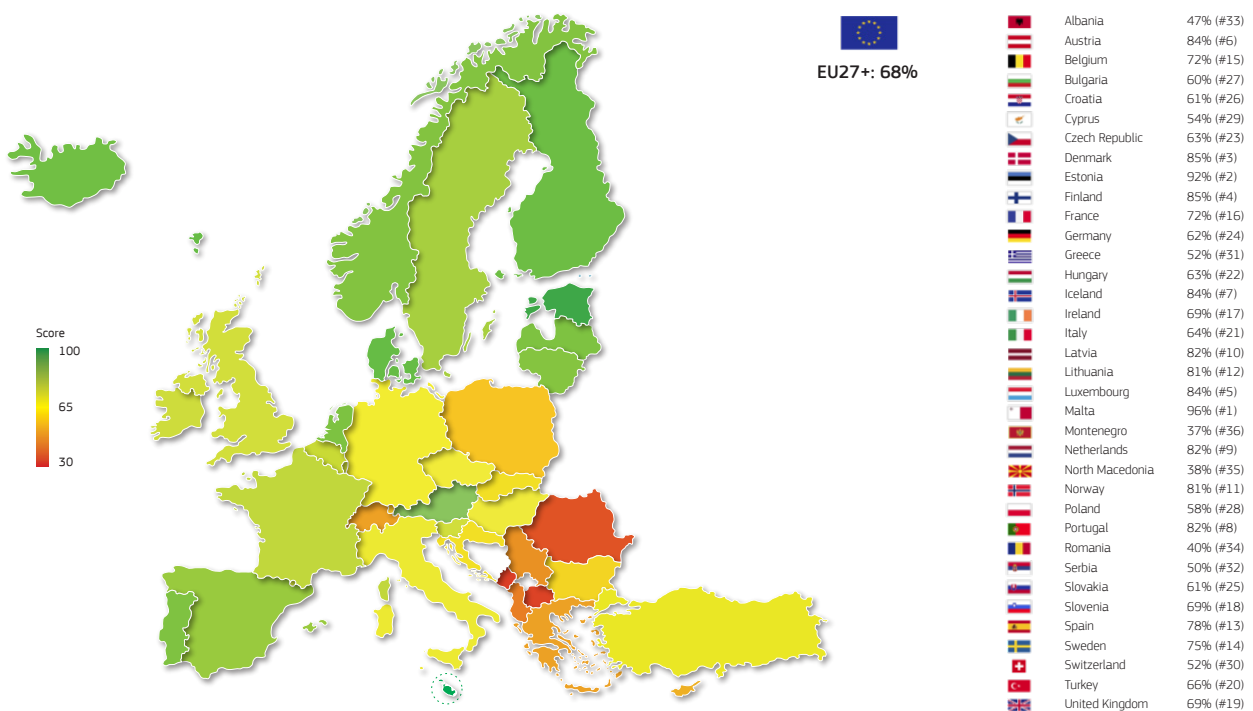 EU27+: 68%
Score
100
65
30
Albania 47% (#33)
Austria 84% (#6)
Belgium 72% (#15)
Bulgaria 60% (#27)
Croatia 61% (#26)
Cyprus 54% (#29)
Czech Republic 63% (#23)
Denmark 85% (#3)
Estonia 92% (#2)
Finland 85% (#4)
France 72% (#16)
Germany 62% (#24)
Greece 52% (#31)
Hungary 63% (#22)
Iceland 84% (#7)
Ireland 69% (#17)
Italy 64% (#21)
Latvia 82% (#10)
Lithuania 81% (#12)
Luxembourg 84% (#5)
Malta 96% (#1)
Montenegro 37% (#36)
Netherlands 82% (#9)
North Macedonia 38% (#35)
Norway 81% (#11)
Poland 58% (#28)
Portugal 82% (#8)
Romania 40% (#34)
Serbia 50% (#32)
Slovakia 61% (#25)
Slovenia 69% (#18)
Spain 78% (#13)
Sweden 75% (#14)
Switzerland 52% (#30)
Turkey 66% (#20)
United Kingdom 69% (#19)